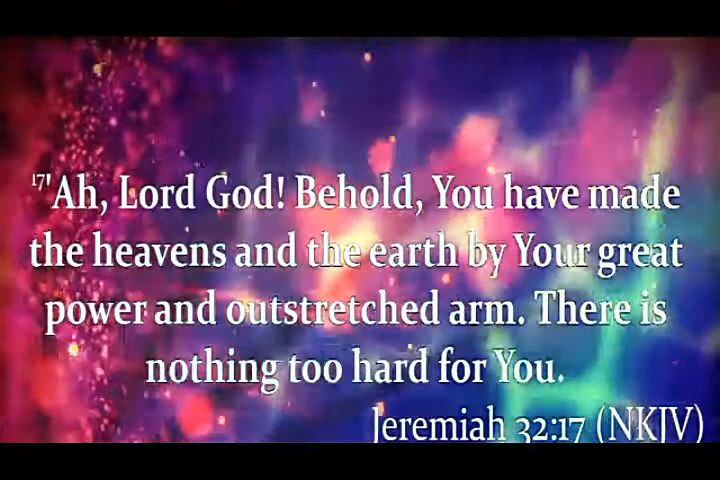 17'Ah, Lord God! Behold, You have made
the heavens and the earth by Your great
power and outstretched arm. There is
nothing too hard for You.
Jeremiah 32:17 (NKJV)